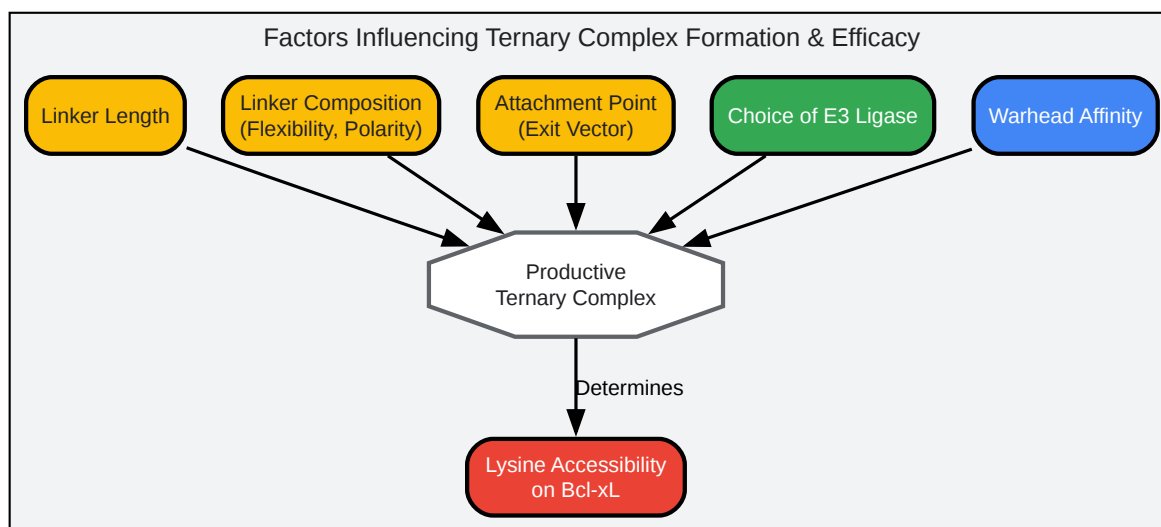 Factors Influencing Ternary Complex Formation & Efficacy
Linker Length
Linker Composition
(Flexibility, Polarity)
Attachment Point
(Exit Vector)
Choice of E3 Ligase
Warhead Affinity
Productive
Ternary Complex
Determines
Lysine Accessibility
on Bcl-xL